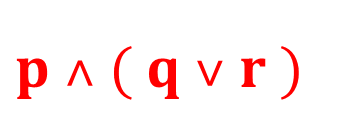 p ∧ ( q ∨ r )